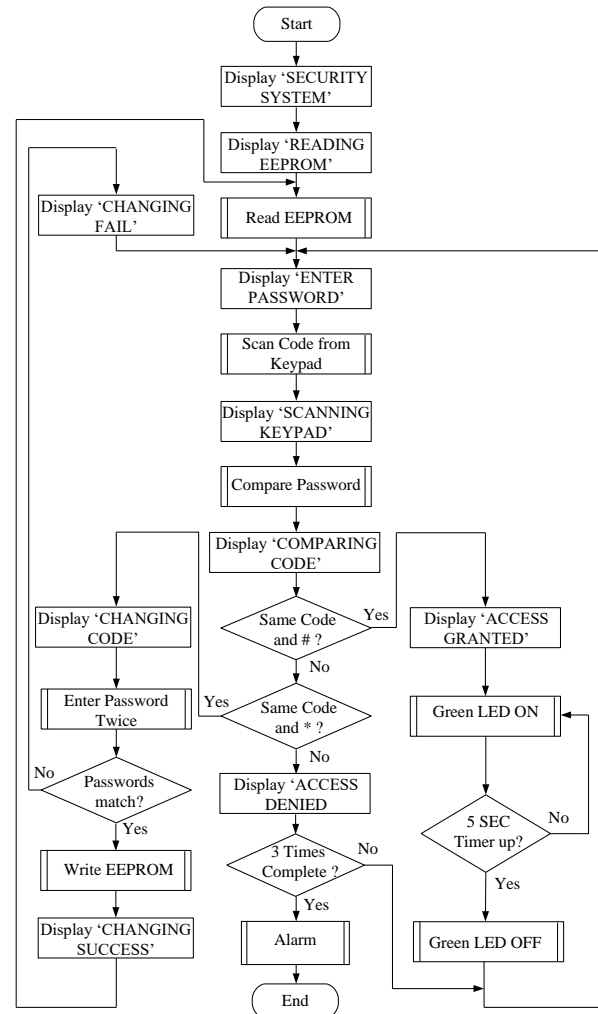 Start
Display ‘SECURITY
SYSTEM’
Display ‘READING
EEPROM’
Display ‘CHANGING
FAIL’
Read EEPROM
Display ‘ENTER
PASSWORD’
Scan Code from
Keypad
Display ‘SCANNING
KEYPAD’
Compare Password
Display ‘COMPARING
CODE’
Same Code
and # ?
Yes
No
Display ‘ACCESS
GRANTED’
Green LED ON
5 SEC
Timer up?
No
Yes
Green LED OFF
Same Code
and * ?
Yes
No
Display ‘CHANGING
CODE’
Enter Password
Twice
Passwords
match?
No
Yes
Write EEPROM
Display ‘CHANGING
SUCCESS’
Display ‘ACCESS
DENIED
3 Times
Complete ?
No
Yes
Alarm
End